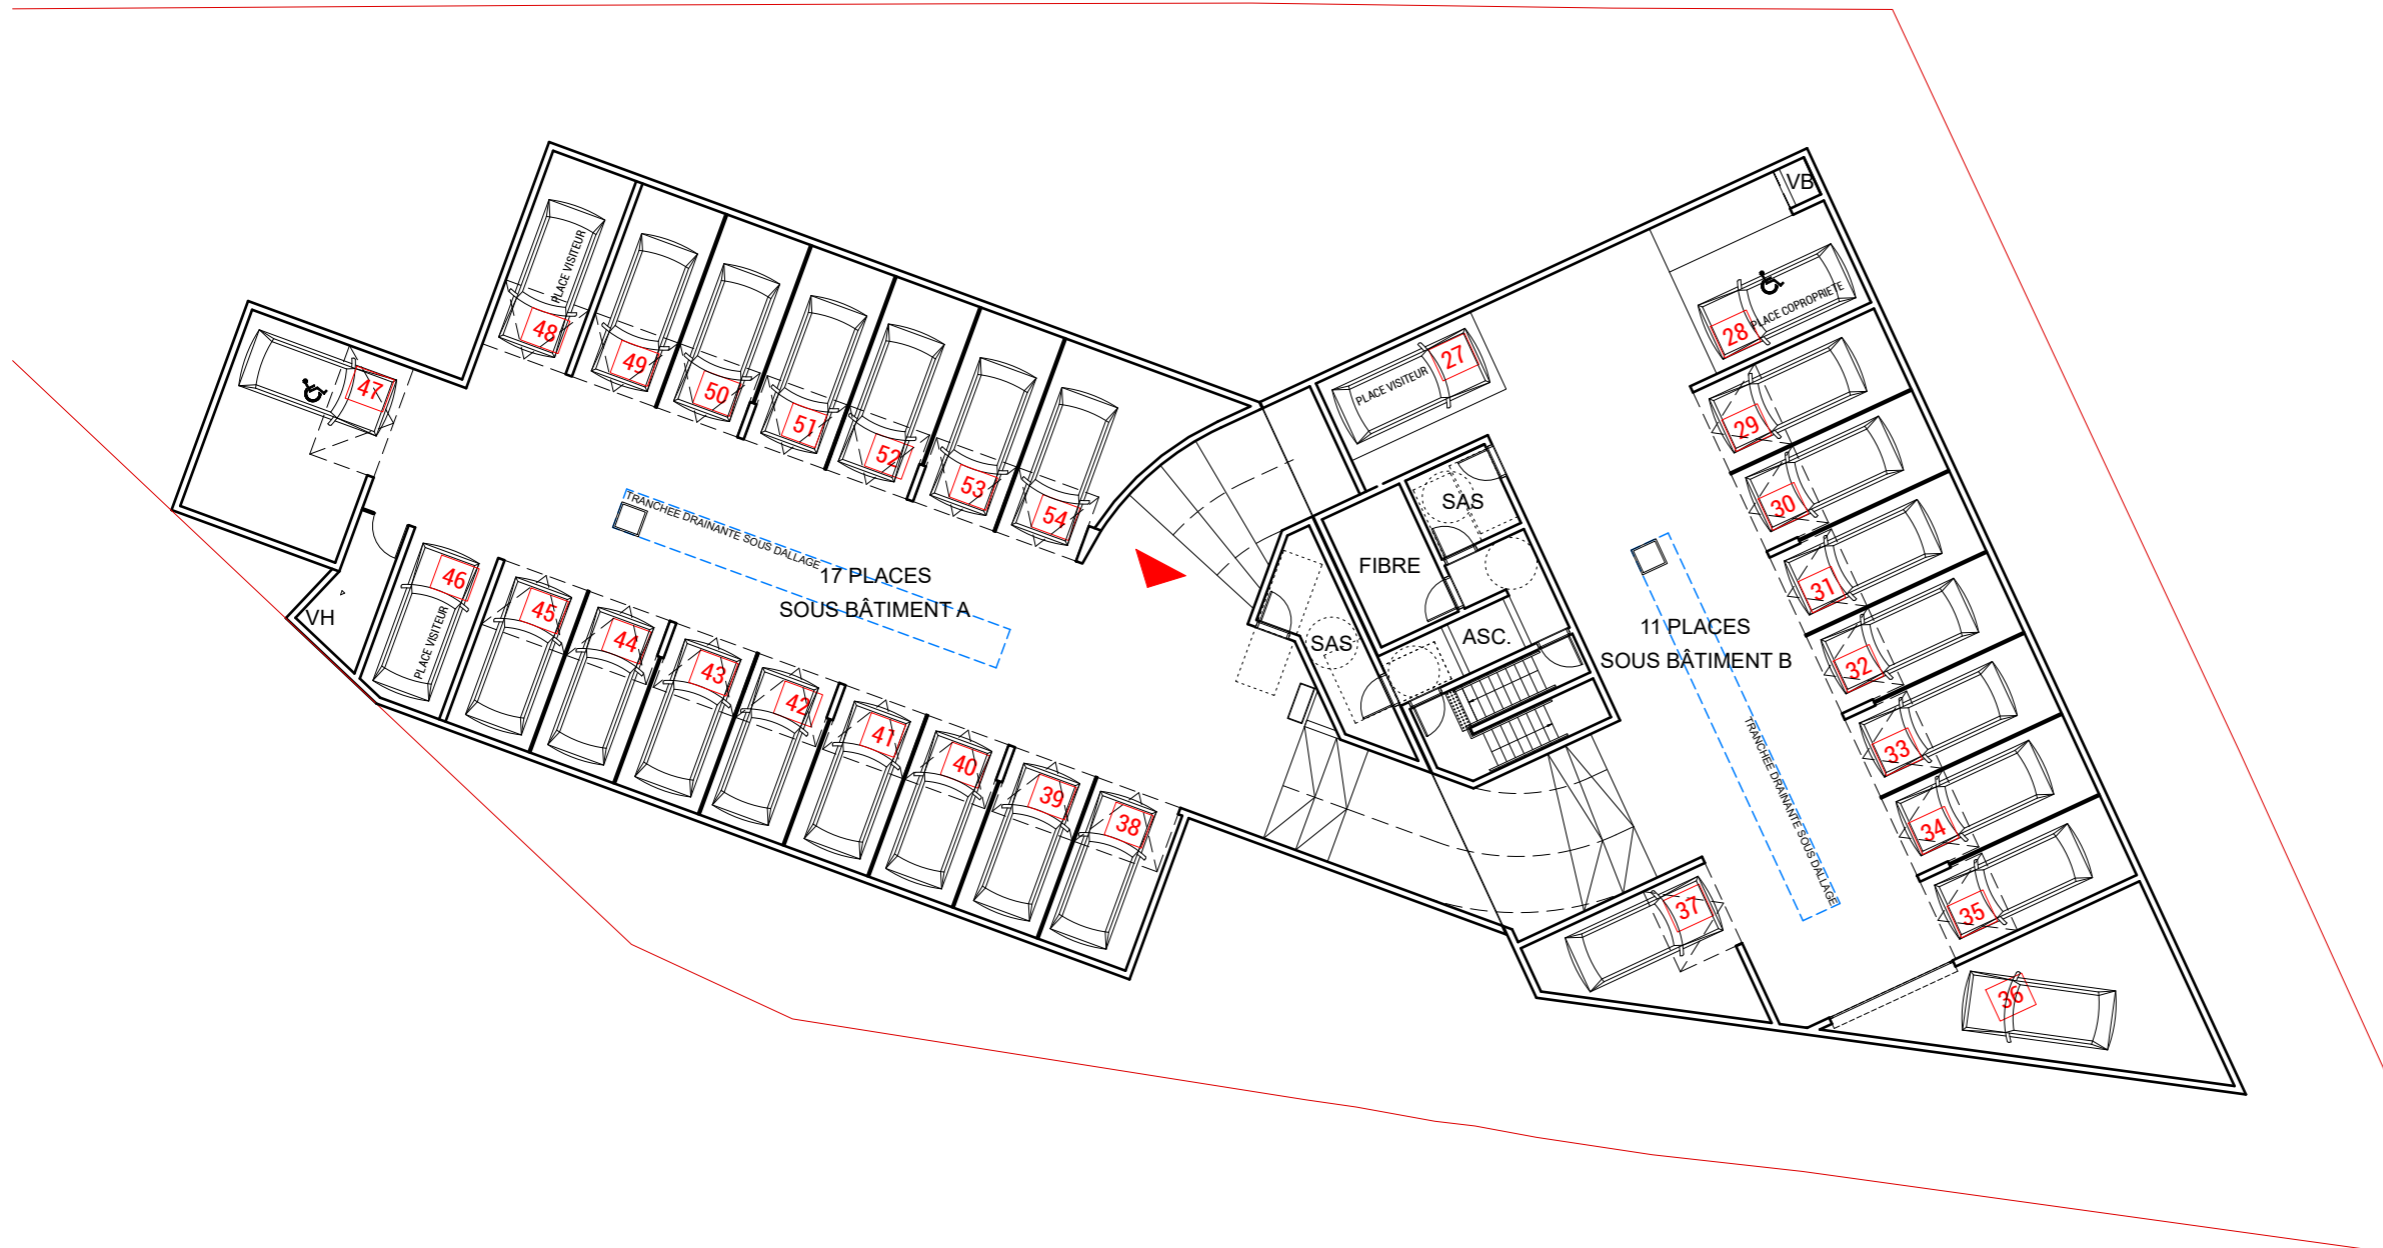 VB
PLACE VISITEUR
48
49
50
51
52
53
54
47
PLACE VISITEUR
27
28
PLACE COPROPRIETE
29
30
31
32
33
34
35
36
37
TRANCHEE DRAINANTE SOUS DALLAGE
17 PLACES
SOUS BÂTIMENT A
SAS
FIBRE
SAS
ASC.
11 PLACES
SOUS BÂTIMENT B
TRANCHEE DRAINANTE SOUS DALLAGE
VH
46
PLACE VISITEUR
45
44
43
42
41
40
39
38